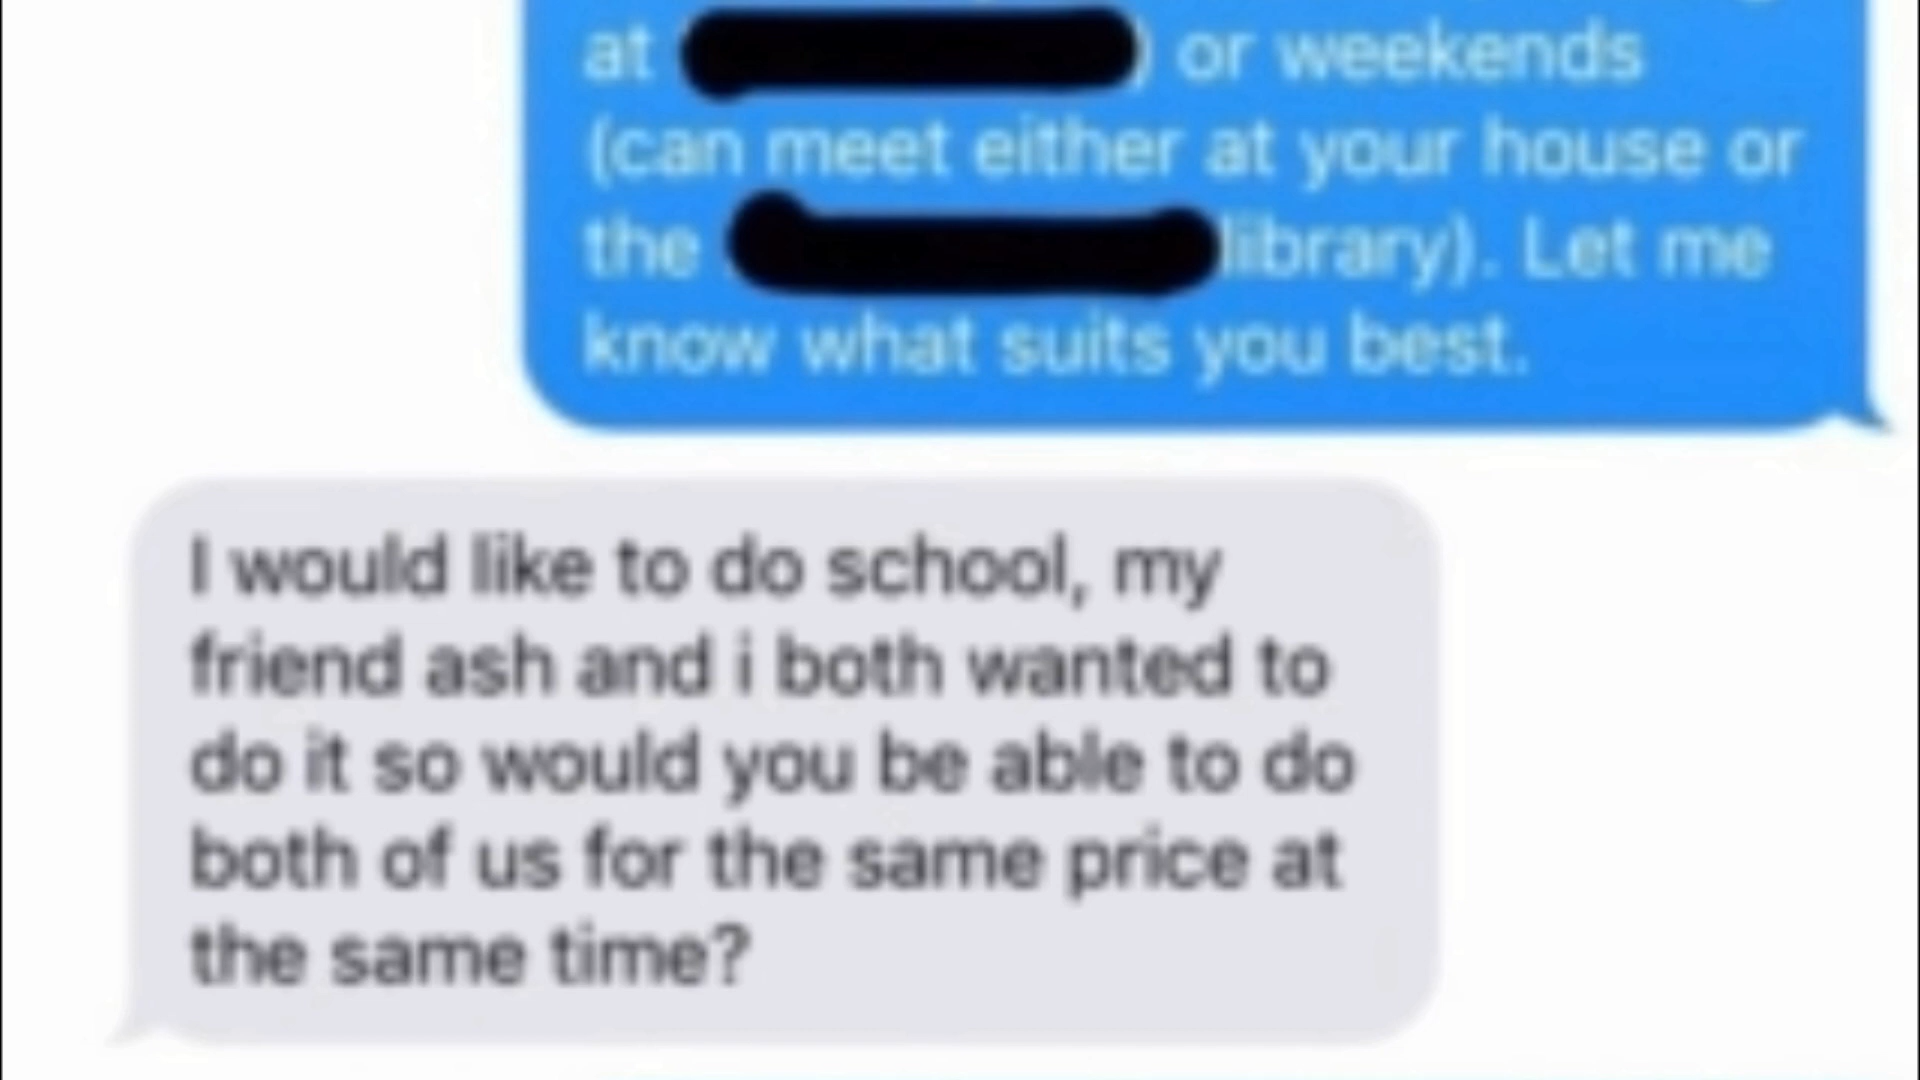 at ) or weekends
(can meet either at your house or
the library). Let me
know what suits you best.
I would like to do school, my
friend ash and i both wanted to
do it so would you be able to do
both of us for the same price at
the same time?